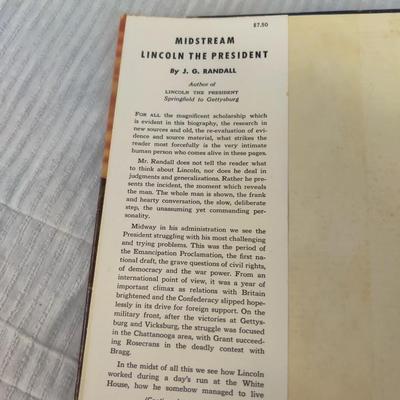 $7.50
MIDSTREAM
LINCOLN THE PRESIDENT
By J. G. RANDALL
Author of
LINCOLN THE PRESIDENT
Springfield to Gettysburg
FOR ALL the magnificent scholarship which
is evident in this biography, the research in
new sources and old, the re-evaluation of evi-
dence and source material, what strikes the
reader most forcefully is the very intimate
human person who comes alive in these pages.
Mr. Randall does not tell the reader what
to think about Lincoln, nor does he deal in
judgments and generalizations. Rather he pre-
sents the incident, the moment which reveals
the man. The whole man is shown, the frank
and hearty conversation, the slow, deliberate
step, the unassuming yet commanding per-
sonality.
Midway in his administration we see the
President struggling with his most challenging
and trying problems. This was the period of
the Emancipation Proclamation, the first na-
tional draft, the grave questions of civil rights,
of democracy and the war power. From an
international point of view, it was a year of
important climax as relations with Britain
brightened and the Confederacy slipped hope-
lessly in its drive for foreign support. On the
military front, after the victories at Gettys-
burg and Vicksburg, the struggle was focused
in the Chattanooga area, with Grant succeed-
ing Rosecrans in the deadly contest with
Bragg.
In the midst of all this we see how Lincoln
worked during a day's run at the White
House, how he somehow managed to live